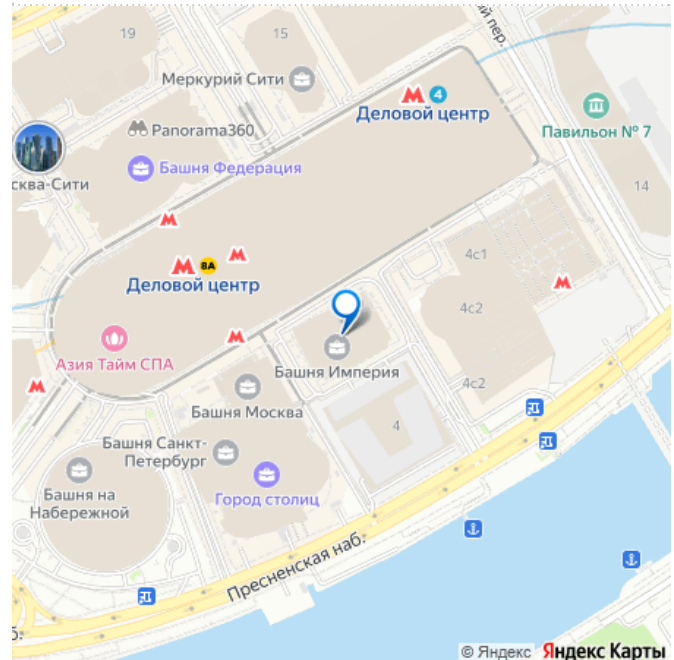 19
15
ий пер.
Меркурий Сити
4
Деловой центр
Panorama360
Павильон № 7
сква-Сити
Башня Федерация
14
4с1
8А
Деловой центр
4с2
Азия Тайм СПА
Башня Империя
4с2
Башня Москва
4
Башня Санкт-
Петербург
Башня на
Набережной
Город столиц
Пресненская наб.
б.
© Яндекс Яндекс Карты